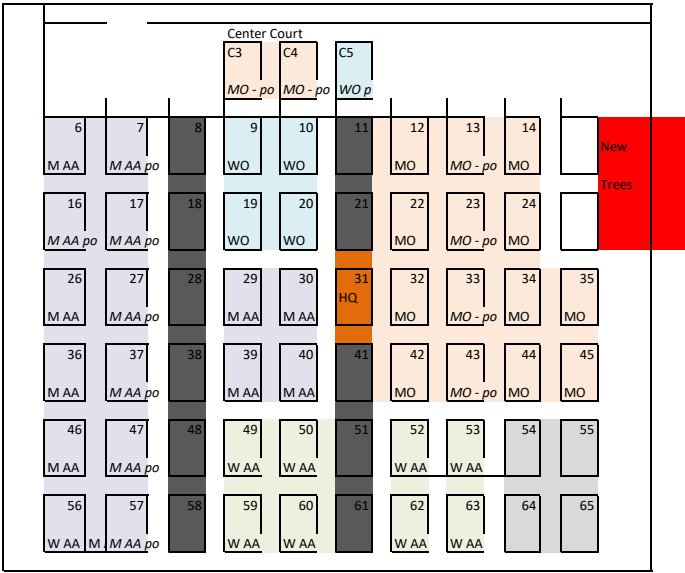 Center Court
C3 C4 C5
MO - po MO - po WO p
6 7 8 9 10 11 12 13 14
New
M AA M AA po WO WO MO MO - po MO
Trees
16 17 18 19 20 21 22 23 24
M AA po M AA po WO WO MO MO - po MO
26 27 28 29 30 31 32 33 34 35
HQ
M AA M AA po M AA M AA MO MO - po MO MO
36 37 38 39 40 41 42 43 44 45
M AA M AA po M AA M AA MO MO - po MO MO
46 47 48 49 50 51 52 53 54 55
M AA M AA po W AA W AA W AA W AA
56 57 58 59 60 61 62 63 64 65
W AA M M AA po W AA W AA W AA W AA